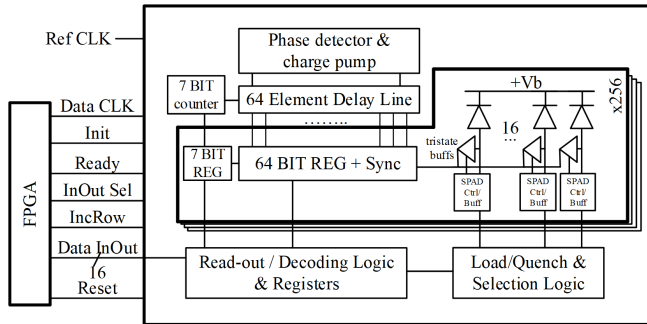 Ref CLK
Phase detector &
charge pump
7 BIT
counter
64 Element Delay Line
........
+Vb
x256
FPGA
Data CLK
Init
Ready
InOut Sel
IncRow
Data InOut
16
Reset
7 BIT
REG
64 BIT REG + Sync
tristate
buffs
16
...
SPAD
Ctrl/
Buff
SPAD
Ctrl/
Buff
SPAD
Ctrl/
Buff
Read-out / Decoding Logic
& Registers
Load/Quench &
Selection Logic